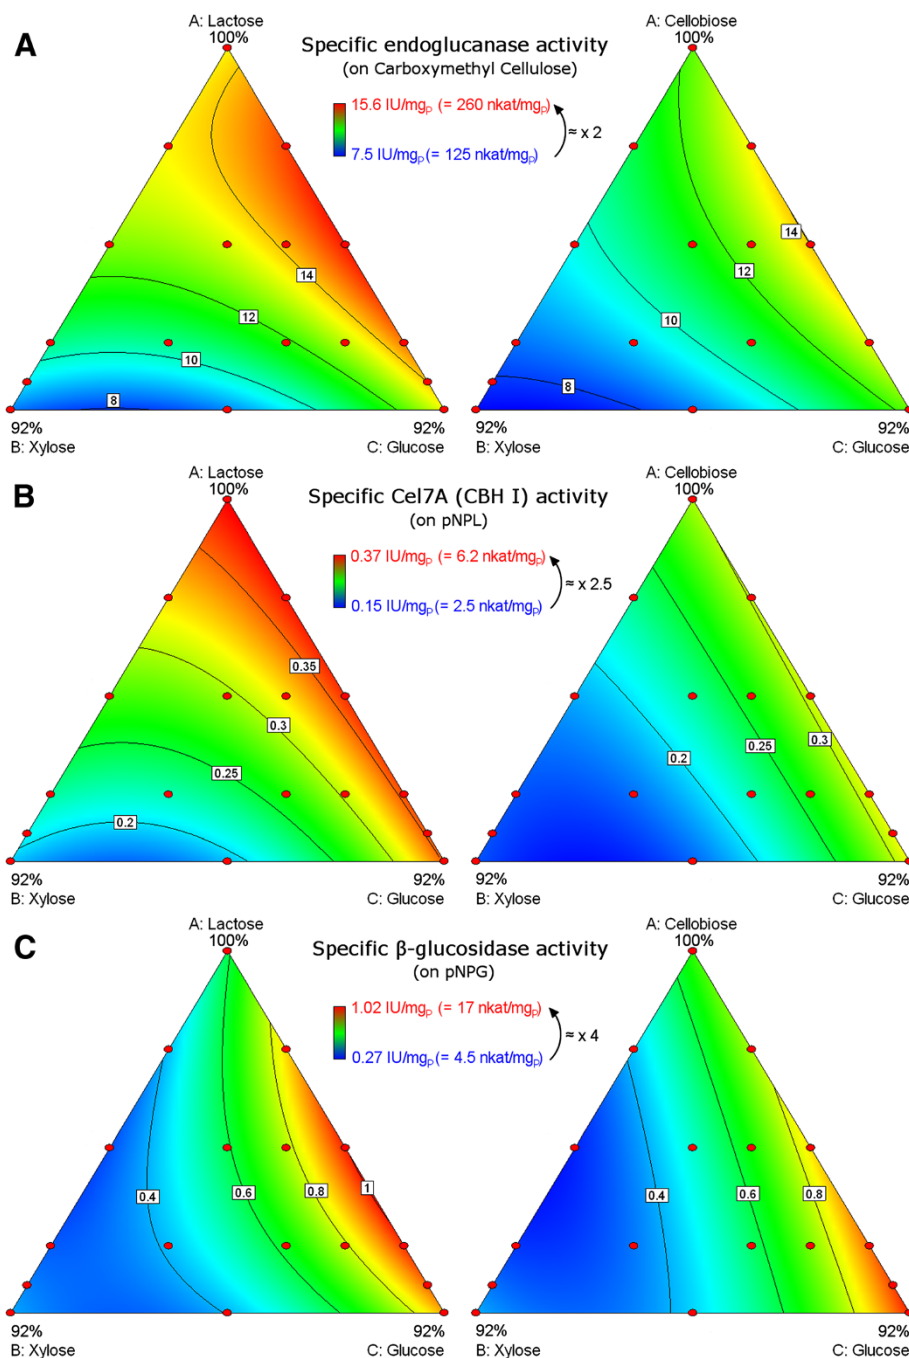 A
A: Lactose
100%
Specific endoglucanase activity
(on Carboxymethyl Cellulose)
15.6 IU/mgP (= 260 nkat/mgP)
7.5 IU/mgP (= 125 nkat/mgP)
≈ x 2
A: Cellobiose
100%
14
12
10
8
92%
B: Xylose
92%
C: Glucose
14
12
10
8
92%
B: Xylose
92%
C: Glucose
B
A: Lactose
100%
Specific Cel7A (CBH I) activity
(on pNPL)
0.37 IU/mgP (= 6.2 nkat/mgP)
0.15 IU/mgP (= 2.5 nkat/mgP)
≈ x 2.5
A: Cellobiose
100%
0.35
0.3
0.25
0.2
92%
B: Xylose
92%
C: Glucose
0.3
0.25
0.2
92%
B: Xylose
92%
C: Glucose
C
A: Lactose
100%
Specific β-glucosidase activity
(on pNPG)
1.02 IU/mgP (= 17 nkat/mgP)
0.27 IU/mgP (= 4.5 nkat/mgP)
≈ x 4
A: Cellobiose
100%
0.4
0.6
0.8
1
92%
B: Xylose
92%
C: Glucose
0.4
0.6
0.8
92%
B: Xylose
92%
C: Glucose